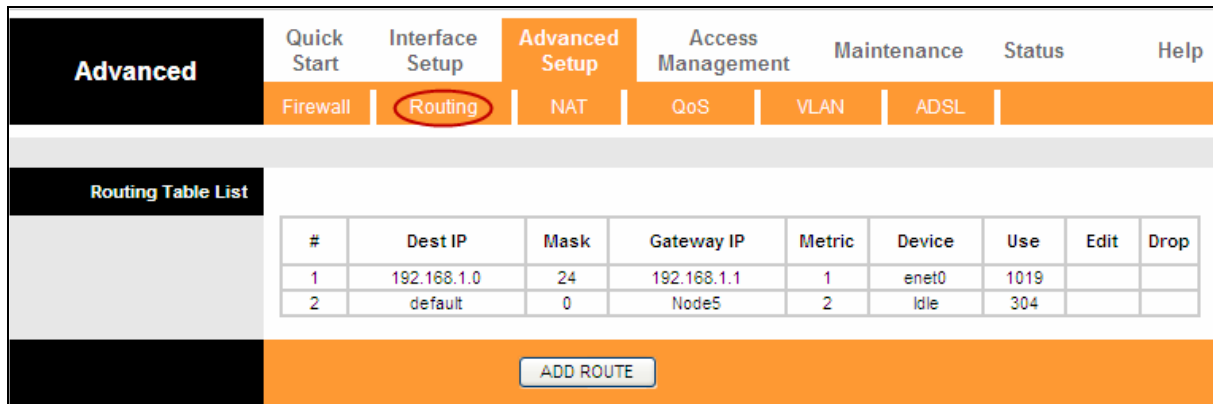 Advanced
Quick Start
Interface Setup
Advanced Setup
Access Management
Maintenance
Status
Help
Firewall
Routing
NAT
QoS
VLAN
ADSL
Routing Table List
# Dest IP Mask Gateway IP Metric Device Use Edit Drop
1 192.168.1.0 24 192.168.1.1 1 enet0 1019
2 default 0 Node5 2 Idle 304
ADD ROUTE